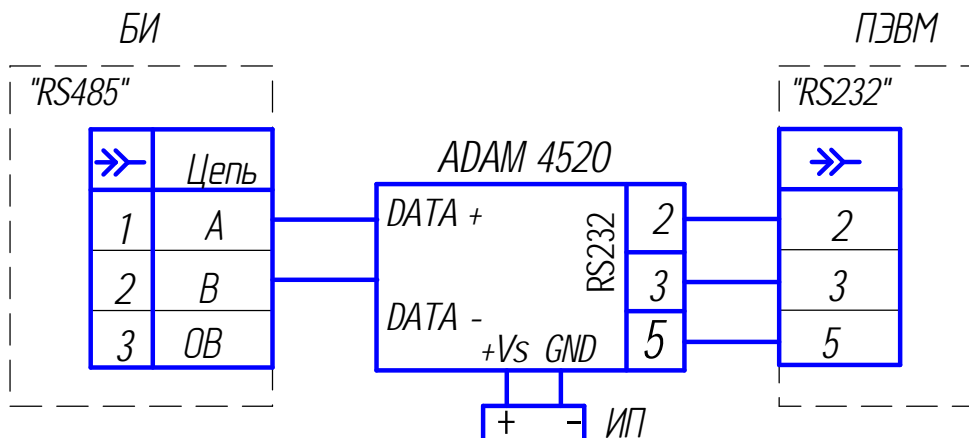 БИ
ПЭВМ
"RS485"
"RS232"
Цепь
ADAM 4520
1 A
DATA +
RS232
2
2
2 B
3
3
3 0B
DATA -
+Vs GND
5
5
+ -
ИП